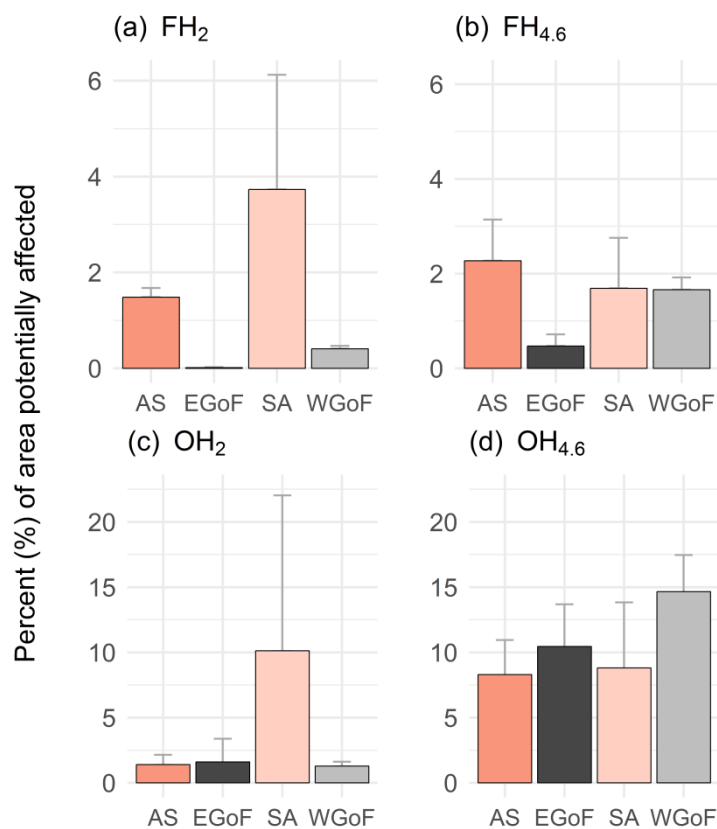 (a) FH₂
6
4
2
0
AS EGoF SA WGoF
(b) FH₄.₆
6
4
2
0
AS EGoF SA WGoF
(c) OH₂
20
15
10
5
0
AS EGoF SA WGoF
(d) OH₄.₆
20
15
10
5
0
AS EGoF SA WGoF
Percent (%) of area potentially affected